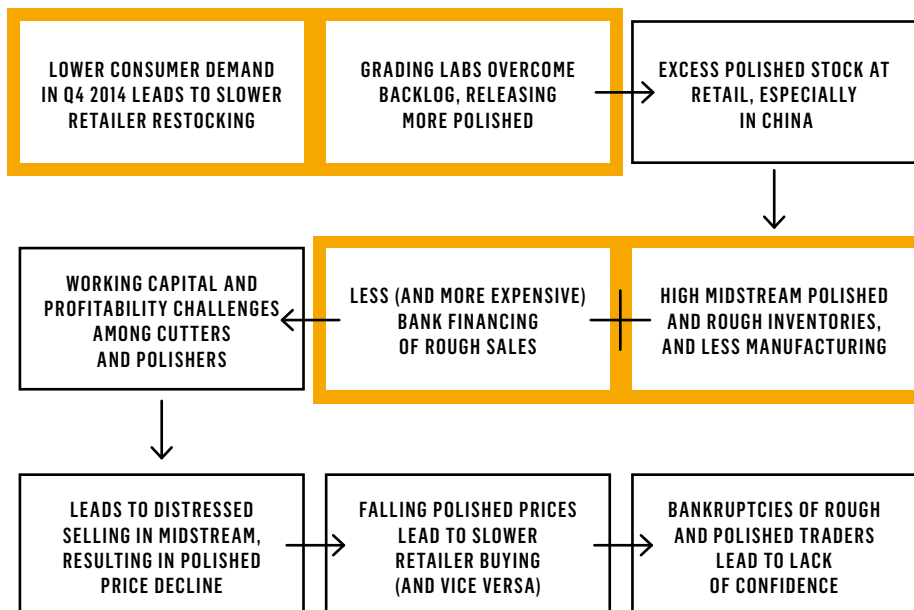 LOWER CONSUMER DEMAND
IN Q4 2014 LEADS TO SLOWER
RETAILER RESTOCKING
GRADING LABS OVERCOME
BACKLOG, RELEASING
MORE POLISHED
EXCESS POLISHED STOCK AT
RETAIL, ESPECIALLY
IN CHINA
WORKING CAPITAL AND
PROFITABILITY CHALLENGES
AMONG CUTTERS
AND POLISHERS
LESS (AND MORE EXPENSIVE)
BANK FINANCING
OF ROUGH SALES
HIGH MIDSTREAM POLISHED
AND ROUGH INVENTORIES,
AND LESS MANUFACTURING
LEADS TO DISTRESSED
SELLING IN MIDSTREAM,
RESULTING IN POLISHED
PRICE DECLINE
FALLING POLISHED PRICES
LEAD TO SLOWER
RETAILER BUYING
(AND VICE VERSA)
BANKRUPTCIES OF ROUGH
AND POLISHED TRADERS
LEAD TO LACK
OF CONFIDENCE